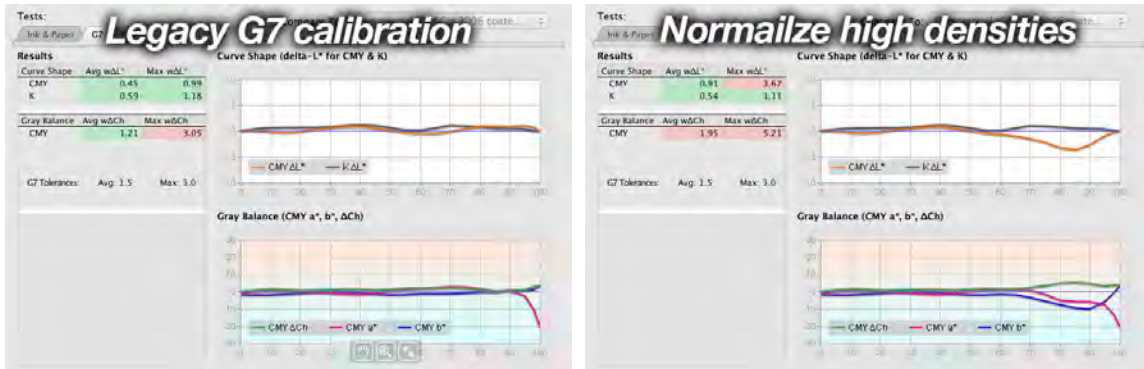 Tests:
Legacy G7 calibration
2006 coate...
Ink & Paper G7
Results
Curve Shape Avg wΔL* Max wΔL*
CMY 0.45 0.99
K 0.59 1.18
Gray Balance Avg wΔCh Max wΔCh
CMY 1.21 3.05
G7 Tolerances: Avg: 1.5 Max: 3.0
Curve Shape (delta-L* for CMY & K)
CMY ΔL* K ΔL*
Gray Balance (CMY a*, b*, ΔCh)
CMY ΔCh CMY a* CMY b*
Tests:
Normailze high densities
Ink & Paper
Results
Curve Shape Avg wΔL* Max wΔL*
CMY 0.91 3.67
K 0.54 1.11
Gray Balance Avg wΔCh Max wΔCh
CMY 1.95 5.21
G7 Tolerances: Avg: 1.5 Max: 3.0
Curve Shape (delta-L* for CMY & K)
CMY ΔL* K ΔL*
Gray Balance (CMY a*, b*, ΔCh)
CMY ΔCh CMY a* CMY b*